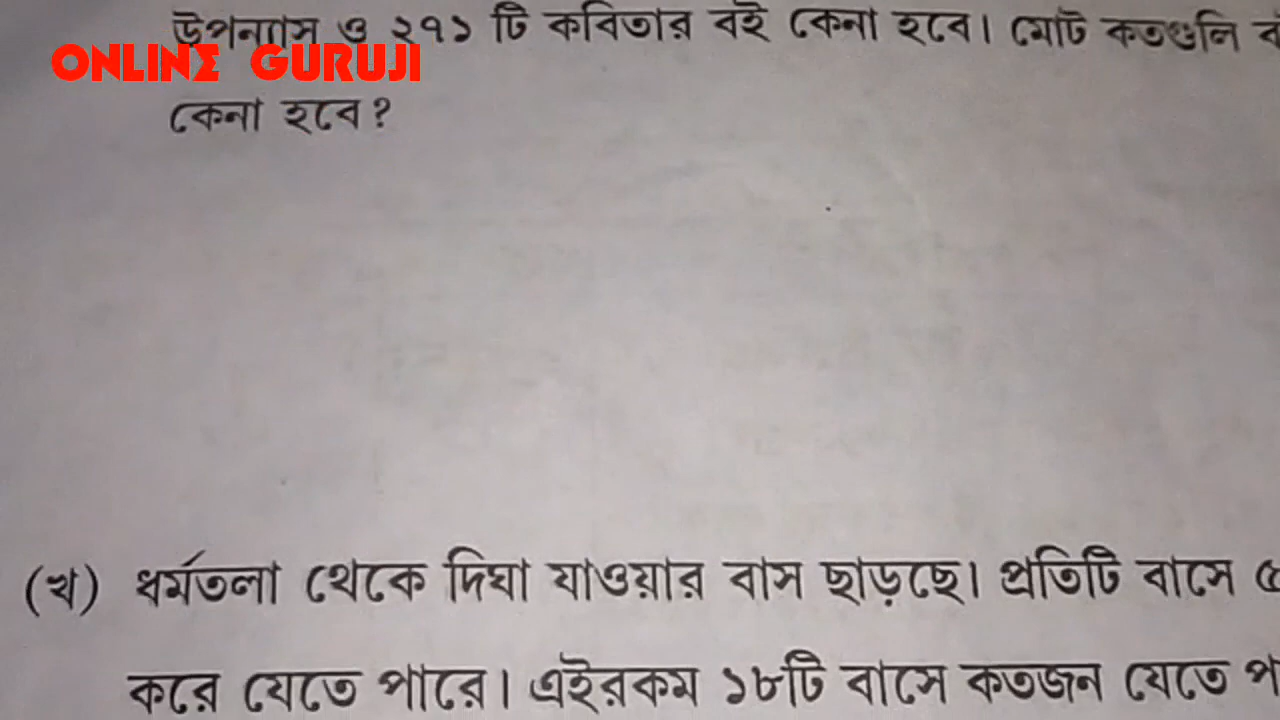 উপন্যাস ও ২৭১ টি কবিতার বই কেনা হবে। মোট কতগুলি
ONLINE GURUJI
কেনা হবে?
(খ) ধর্মতলা থেকে দিঘা যাওয়ার বাস ছাড়ছে। প্রতিটি বাসে
করে যেতে পারে। এইরকম ১৮টি বাসে কতজন যেতে